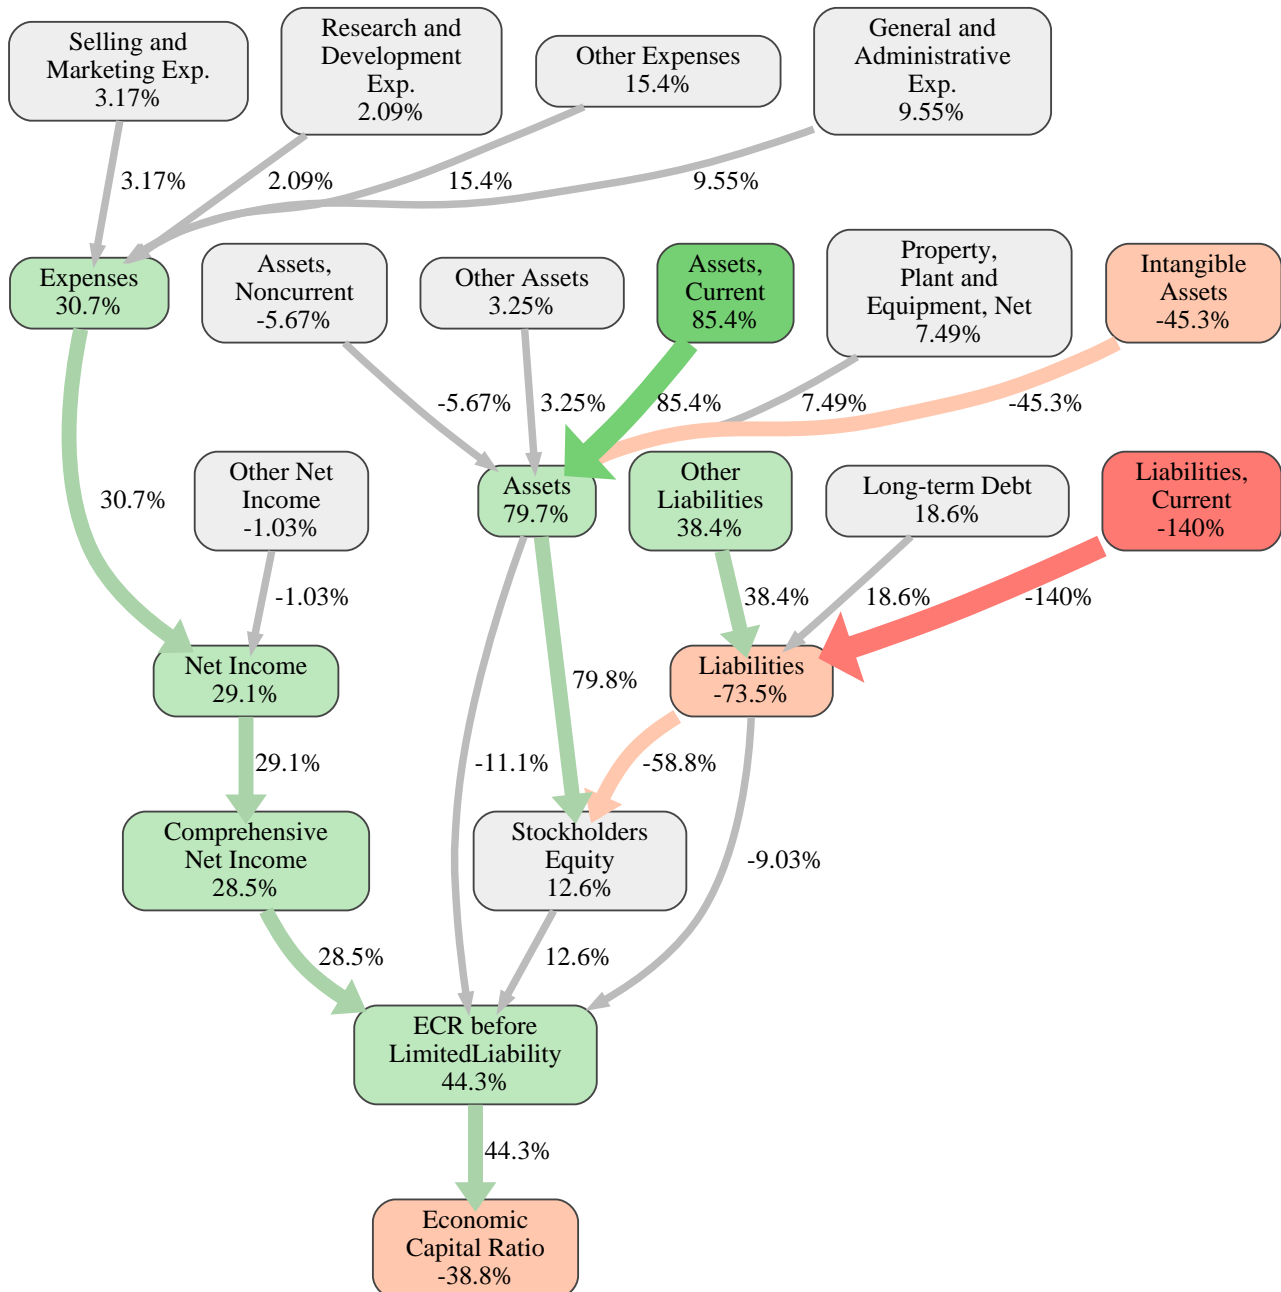 Selling and
Marketing Exp.
3.17%
Research and
Development
Exp.
2.09%
Other Expenses
15.4%
General and
Administrative
Exp.
9.55%
3.17%
2.09%
15.4%
9.55%
Expenses
30.7%
Assets,
Noncurrent
-5.67%
Other Assets
3.25%
Assets,
Current
85.4%
Property,
Plant and
Equipment, Net
7.49%
Intangible
Assets
-45.3%
-5.67%
3.25%
85.4%
7.49%
-45.3%
30.7%
Other Net
Income
-1.03%
Assets
79.7%
Other
Liabilities
38.4%
Long-term Debt
18.6%
Liabilities,
Current
-140%
-1.03%
38.4%
18.6%
-140%
Net Income
29.1%
79.8%
Liabilities
-73.5%
29.1%
-11.1%
-58.8%
Comprehensive
Net Income
28.5%
Stockholders
Equity
12.6%
-9.03%
28.5%
12.6%
ECR before
LimitedLiability
44.3%
44.3%
Economic
Capital Ratio
-38.8%